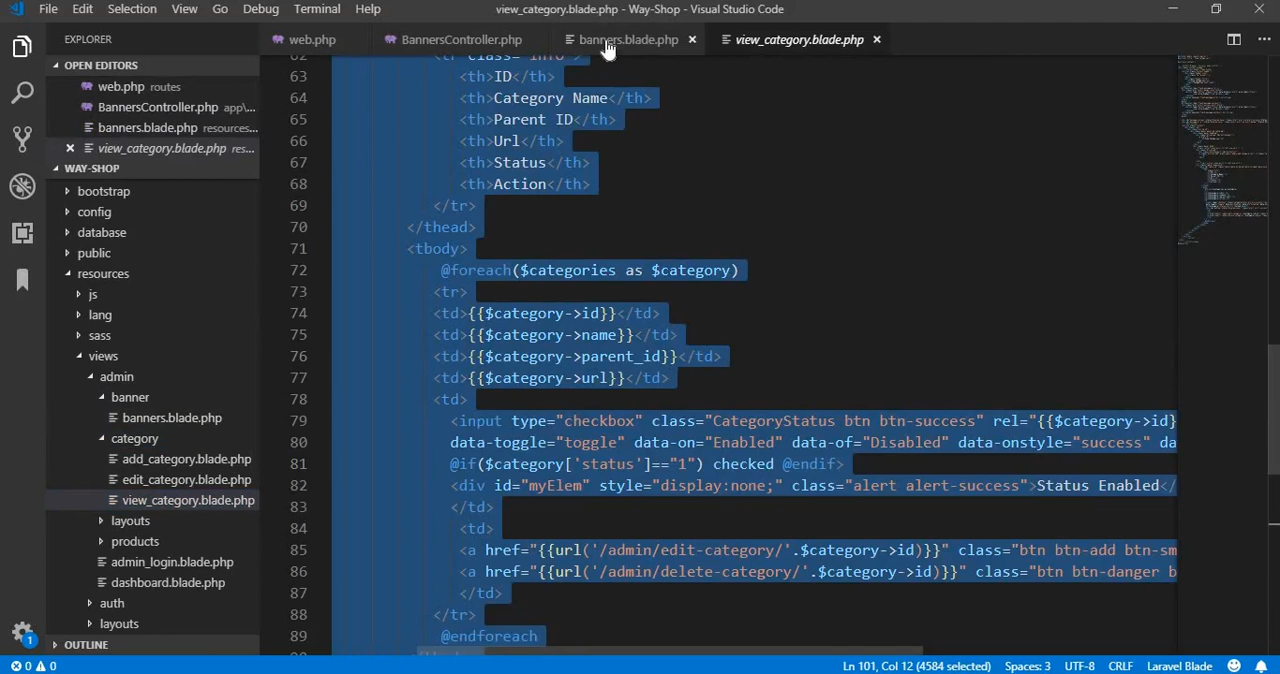 File Edit Selection View Go Debug Terminal Help view_category.blade.php - Way-Shop - Visual Studio Code
EXPLORER
web.php BannersController.php banners.blade.php view_category.blade.php
OPEN EDITORS
web.php routes
BannersController.php app\...
banners.blade.php resources...
view_category.blade.php res...
WAY-SHOP
bootstrap
config
database
public
resources
js
lang
sass
views
admin
banner
banners.blade.php
category
add_category.blade.php
edit_category.blade.php
view_category.blade.php
layouts
products
admin_login.blade.php
dashboard.blade.php
auth
layouts
OUTLINE
63 <th>ID</th>
64 <th>Category Name</th>
65 <th>Parent ID</th>
66 <th>Url</th>
67 <th>Status</th>
68 <th>Action</th>
69 </tr>
70 </thead>
71 <tbody>
72 @foreach($categories as $category)
73 <tr>
74 <td>{{$category->id}}</td>
75 <td>{{$category->name}}</td>
76 <td>{{$category->parent_id}}</td>
77 <td>{{$category->url}}</td>
78 <td>
79 <input type="checkbox" class="CategoryStatus btn btn-success" rel="{{$category->id}
80 data-toggle="toggle" data-on="Enabled" data-of="Disabled" data-onstyle="success" da
81 @if($category['status']=="1") checked @endif>
82 <div id="myElem" style="display:none;" class="alert alert-success">Status Enabled</
83 </td>
84 <td>
85 <a href="{{url('/admin/edit-category/'.$category->id)}}" class="btn btn-add btn-sm
86 <a href="{{url('/admin/delete-category/'.$category->id)}}" class="btn btn-danger b
87 </td>
88 </tr>
89 @endforeach
1
0 0 Ln 101, Col 12 (4584 selected) Spaces: 3 UTF-8 CRLF Laravel Blade